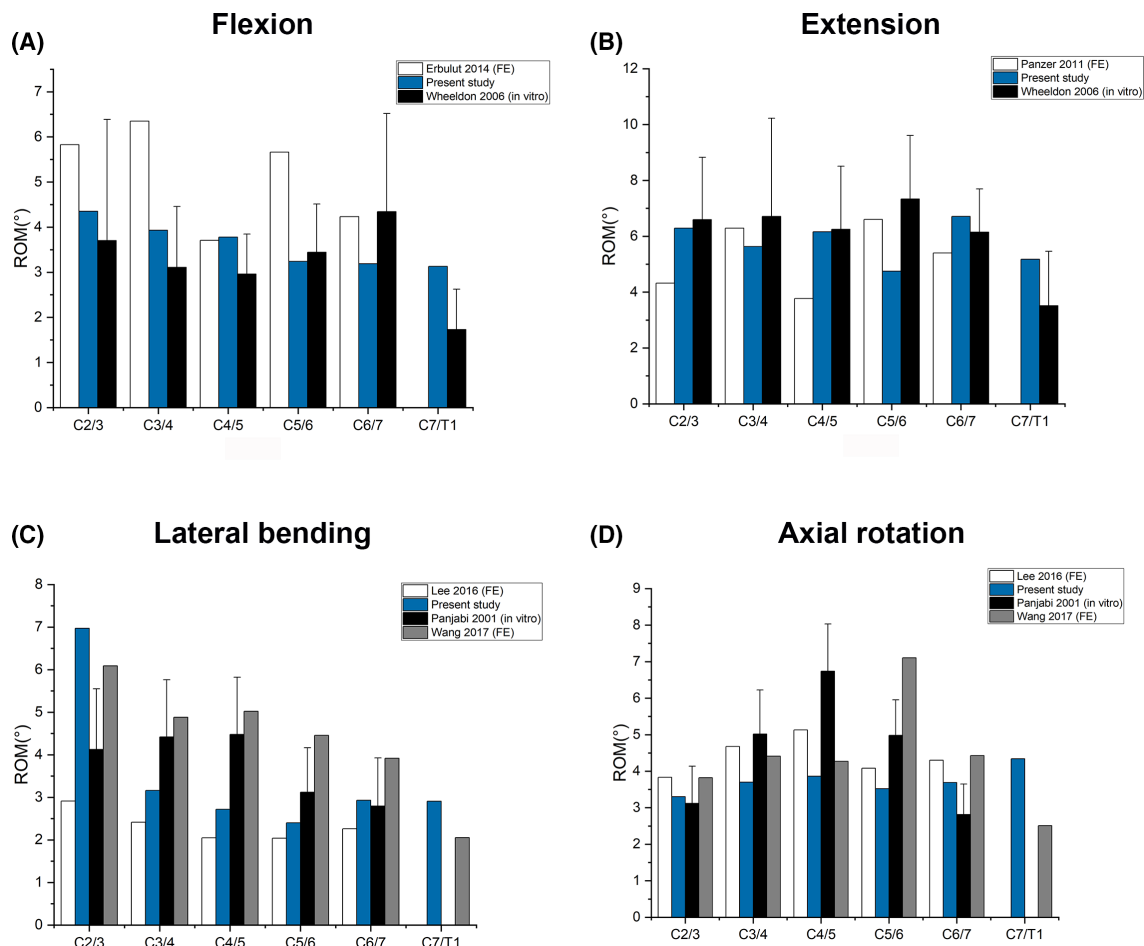 Flexion
(A)
Erbulut 2014 (FE)
Present study
Wheeldon 2006 (in vitro)
ROM(°)
7
6
5
4
3
2
1
0
C2/3 C3/4 C4/5 C5/6 C6/7 C7/T1
Extension
(B)
Panzer 2011 (FE)
Present study
Wheeldon 2006 (in vitro)
ROM(°)
12
10
8
6
4
2
0
C2/3 C3/4 C4/5 C5/6 C6/7 C7/T1
Lateral bending
(C)
Lee 2016 (FE)
Present study
Panjabi 2001 (in vitro)
Wang 2017 (FE)
ROM(°)
8
7
6
5
4
3
2
1
0
C2/3 C3/4 C4/5 C5/6 C6/7 C7/T1
Axial rotation
(D)
Lee 2016 (FE)
Present study
Panjabi 2001 (in vitro)
Wang 2017 (FE)
ROM(°)
9
8
7
6
5
4
3
2
1
0
C2/3 C3/4 C4/5 C5/6 C6/7 C7/T1